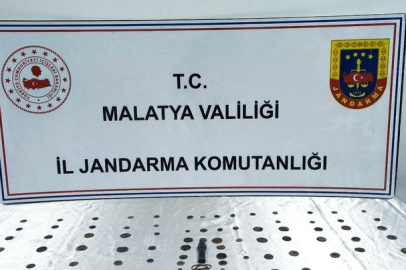 T.C.
MALATYA VALİLİĞİ
İL JANDARMA KOMUTANLIĞI
JANDARMA